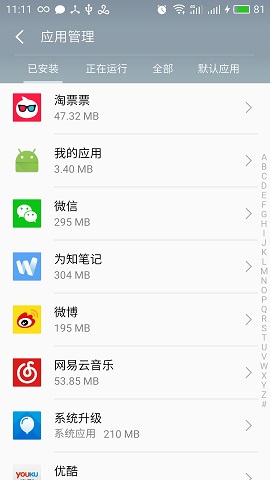 11:11
81
应用管理
已安装 正在运行 全部 默认应用
淘票票
47.32 MB
我的应用
3.40 MB
微信
295 MB
为知笔记
304 MB
微博
195 MB
网易云音乐
53.85 MB
系统升级
系统应用 210 MB
YOUKU
优酷
A
B
C
D
E
F
G
H
I
J
K
L
M
N
O
P
Q
R
S
T
U
V
W
X
Y
Z
#